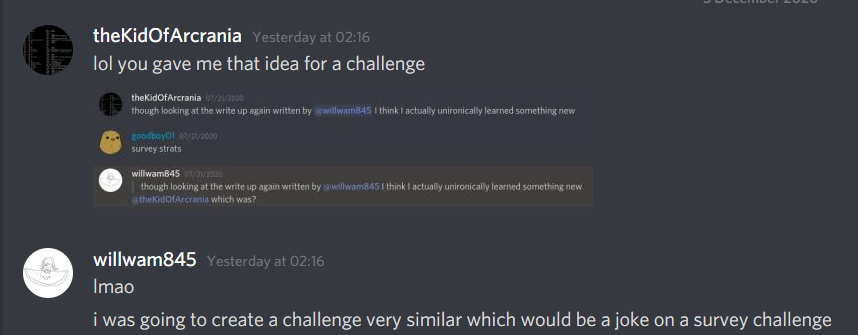 5 December 2020
theKidOfArcrania Yesterday at 02:16
lol you gave me that idea for a challenge
theKidOfArcrania 07/21/2020
though looking at the write up again written by @willwam845 I think I actually unironically learned something new
goodboy01 07/21/2020
survey strats
willwam845 07/21/2020
though looking at the write up again written by @willwam845 I think I actually unironically learned something new
@theKidOfArcrania which was?
willwam845 Yesterday at 02:16
lmao
i was going to create a challenge very similar which would be a joke on a survey challenge